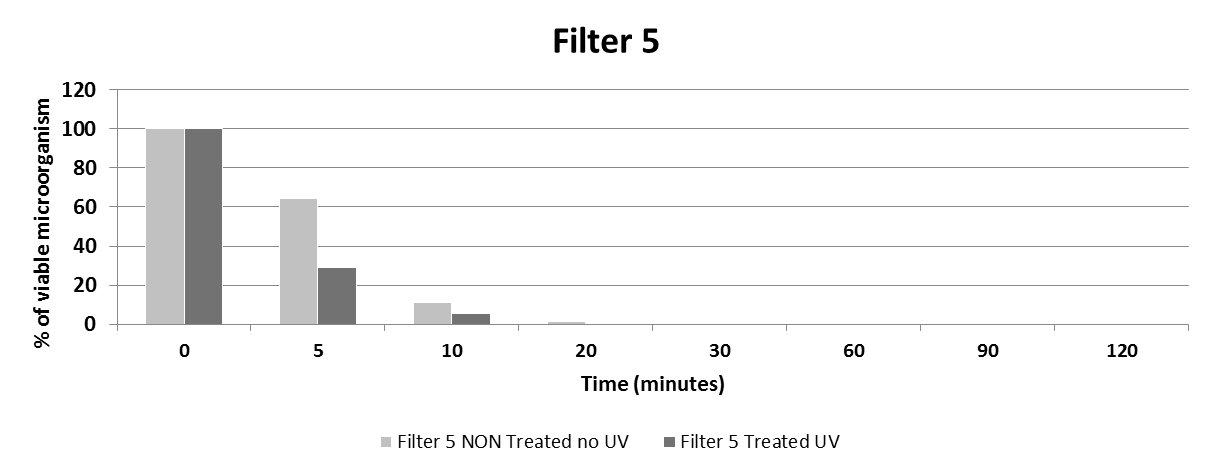 Filter 5
% of viable microorganism
120
100
80
60
40
20
0
0 5 10 20 30 60 90 120
Time (minutes)
Filter 5 NON Treated no UV Filter 5 Treated UV